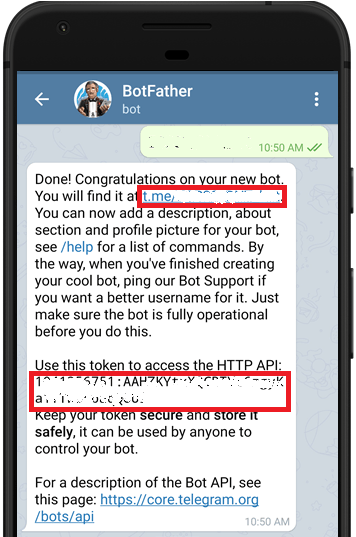 BotFather
bot
10:50 AM
Done! Congratulations on your new bot.
You will find it at t.me/
You can now add a description, about
section and profile picture for your bot,
see /help for a list of commands. By
the way, when you've finished creating
your cool bot, ping our Bot Support if
you want a better username for it. Just
make sure the bot is fully operational
before you do this.
Use this token to access the HTTP API:
Keep your token secure and store it
safely, it can be used by anyone to
control your bot.
For a description of the Bot API, see
this page: https://core.telegram.org
/bots/api
10:50 AM